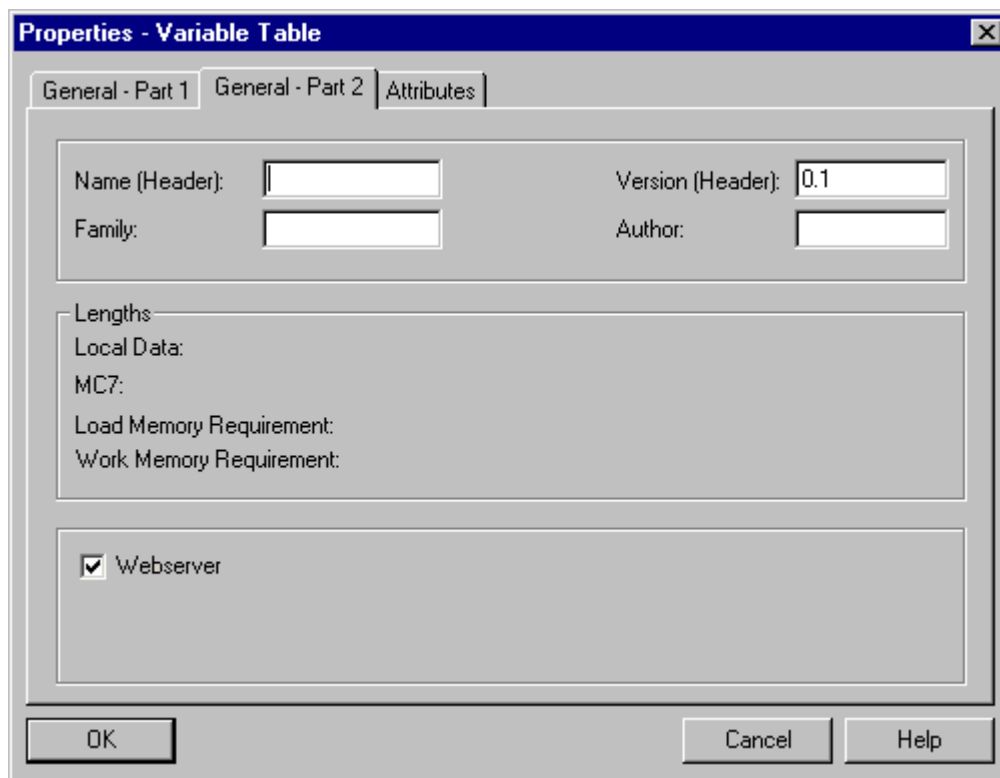 Properties - Variable Table
General - Part 1 General - Part 2 Attributes
Name (Header): Version (Header): 0.1
Family: Author:
Lengths
Local Data:
MC7:
Load Memory Requirement:
Work Memory Requirement:
Webserver
OK Cancel Help